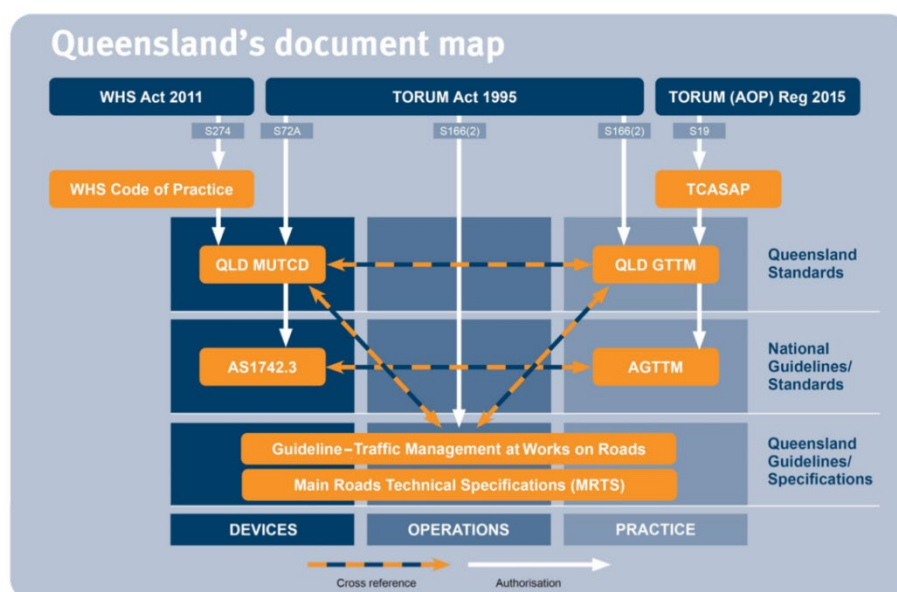 Queensland's document map
WHS Act 2011
TORUM Act 1995
TORUM (AOP) Reg 2015
S274
S72A
S166(2)
S166(2)
S19
WHS Code of Practice
TCASAP
QLD MUTCD
QLD GTTM
Queensland
Standards
AS1742.3
AGTTM
National
Guidelines/
Standards
Guideline–Traffic Management at Works on Roads
Main Roads Technical Specifications (MRTS)
Queensland
Guidelines/
Specifications
DEVICES
OPERATIONS
PRACTICE
Cross reference
Authorisation